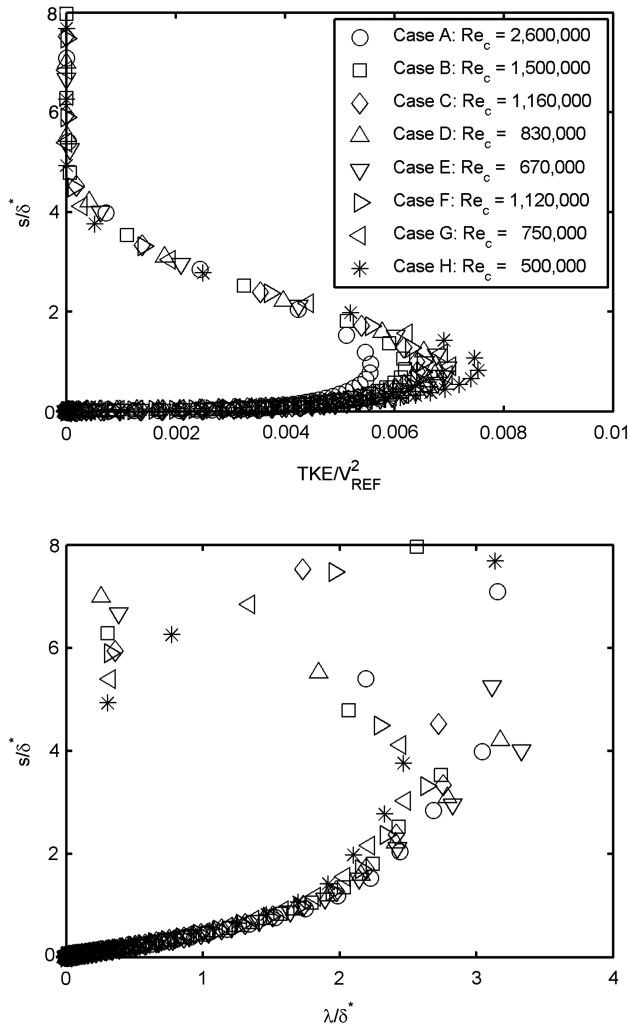 8
6
4
2
0
s/δ*
Case A: Re_c = 2,600,000
Case B: Re_c = 1,500,000
Case C: Re_c = 1,160,000
Case D: Re_c = 830,000
Case E: Re_c = 670,000
Case F: Re_c = 1,120,000
Case G: Re_c = 750,000
Case H: Re_c = 500,000
0 0.002 0.004 0.006 0.008 0.01
TKE/V²_REF
8
6
4
2
0
s/δ*
0 1 2 3 4
λ/δ*